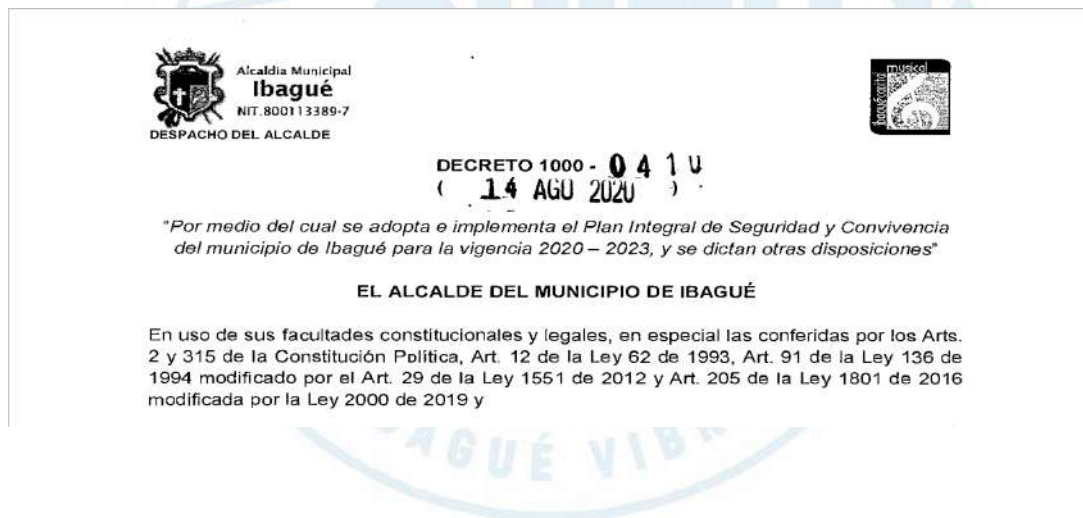 Alcaldía Municipal
Ibagué
NIT.800113389-7
DESPACHO DEL ALCALDE
musical
DECRETO 1000 - 0410
( 14 AGO 2020 )
"Por medio del cual se adopta e implementa el Plan Integral de Seguridad y Convivencia
del municipio de Ibagué para la vigencia 2020 – 2023, y se dictan otras disposiciones"
EL ALCALDE DEL MUNICIPIO DE IBAGUÉ
En uso de sus facultades constitucionales y legales, en especial las conferidas por los Arts.
2 y 315 de la Constitución Política, Art. 12 de la Ley 62 de 1993, Art. 91 de la Ley 136 de
1994 modificado por el Art. 29 de la Ley 1551 de 2012 y Art. 205 de la Ley 1801 de 2016
modificada por la Ley 2000 de 2019 y
IBAGUÉ VIBR